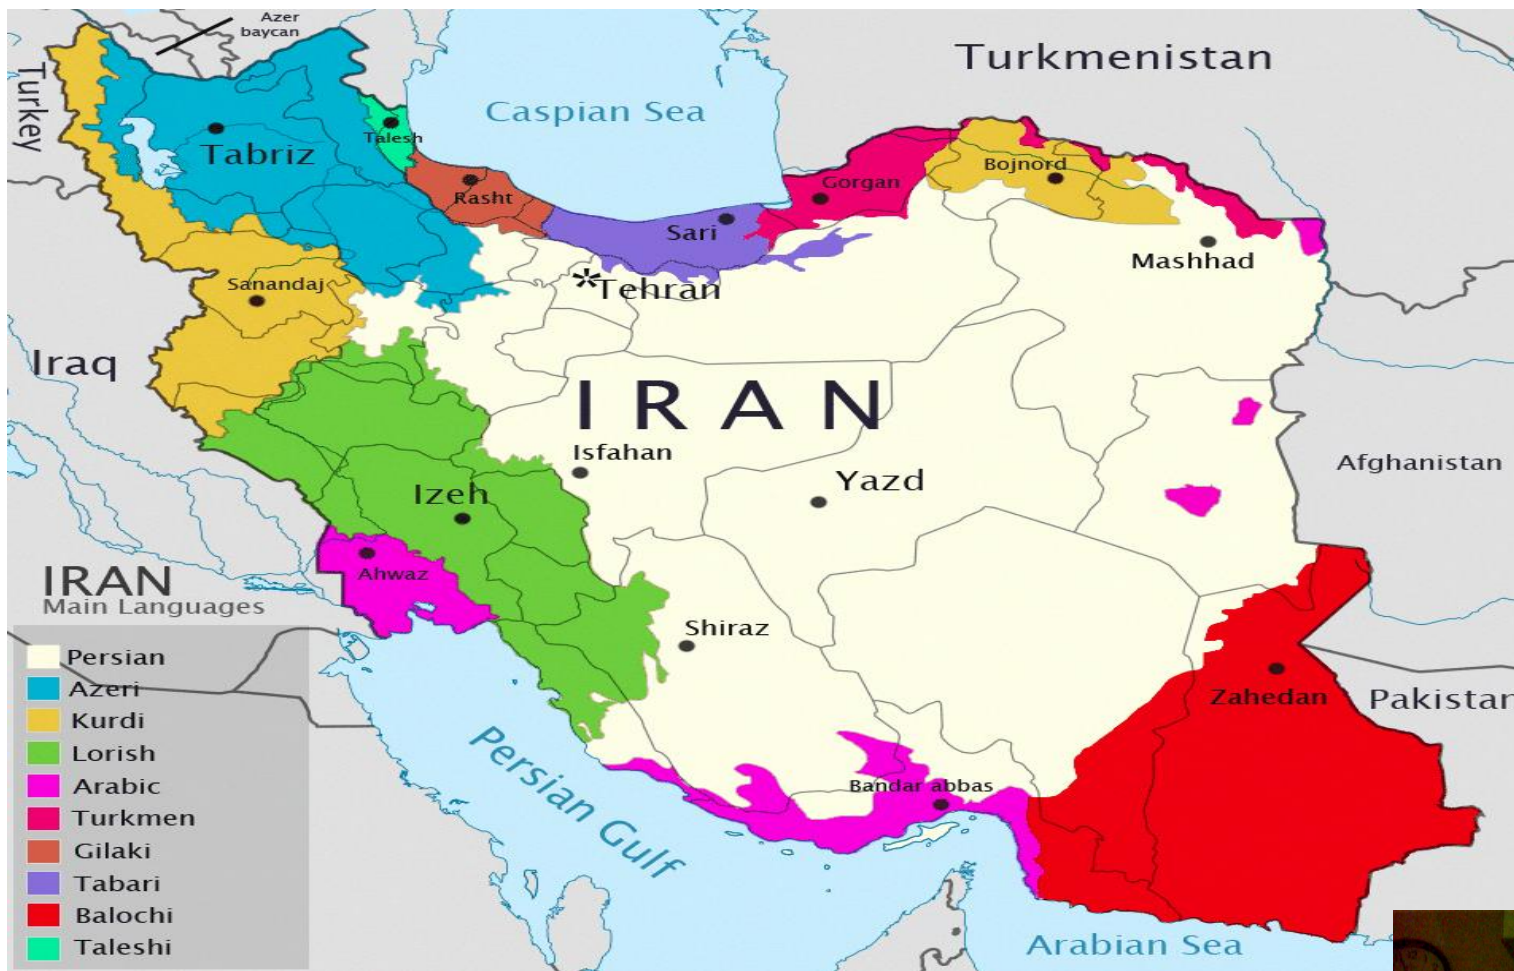 Azer
baycan
Turkmenistan
Turkey
Caspian Sea
Talesh
Tabriz
Bojnord
Gorgan
Rasht
Sari
Mashhad
Sanandaj
*Tehran
Iraq
IRAN
Isfahan
Afghanistan
Yazd
Izeh
Ahwaz
IRAN
Main Languages
Shiraz
Persian
Azeri
Kurdi
Lorish
Arabic
Turkmen
Gilaki
Tabari
Balochi
Taleshi
Zahedan
Pakistan
Persian Gulf
Bandar abbas
Arabian Sea